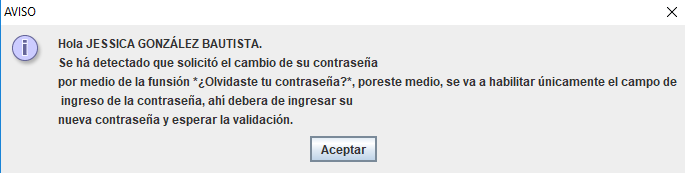 AVISO
Hola JESSICA GONZÁLEZ BAUTISTA.
Se há detectado que solicitó el cambio de su contraseña
por medio de la funsión *¿Olvidaste tu contraseña?*, poreste medio, se va a habilitar únicamente el campo de
ingreso de la contraseña, ahí debera de ingresar su
nueva contraseña y esperar la validación.
Aceptar